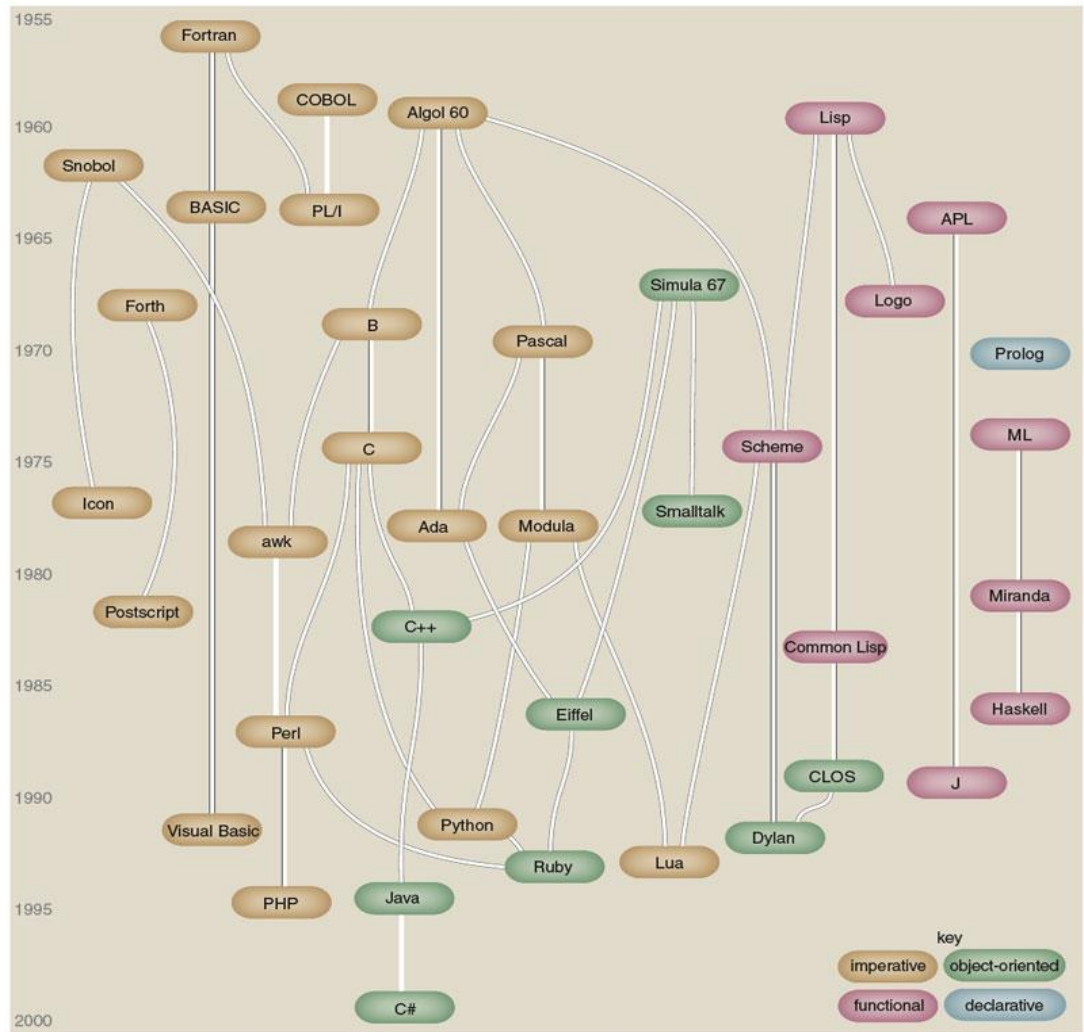 1955
Fortran
COBOL
Algol 60
Lisp
1960
Snobol
BASIC
PL/I
APL
1965
Simula 67
Forth
Logo
B
Pascal
1970
Prolog
ML
C
Scheme
1975
Icon
Smalltalk
Ada
Modula
awk
1980
Miranda
Postscript
C++
Common Lisp
1985
Haskell
Eiffel
Perl
CLOS
J
1990
Python
Visual Basic
Dylan
Lua
Ruby
Java
PHP
1995
key
imperative
object-oriented
functional
declarative
C#
2000